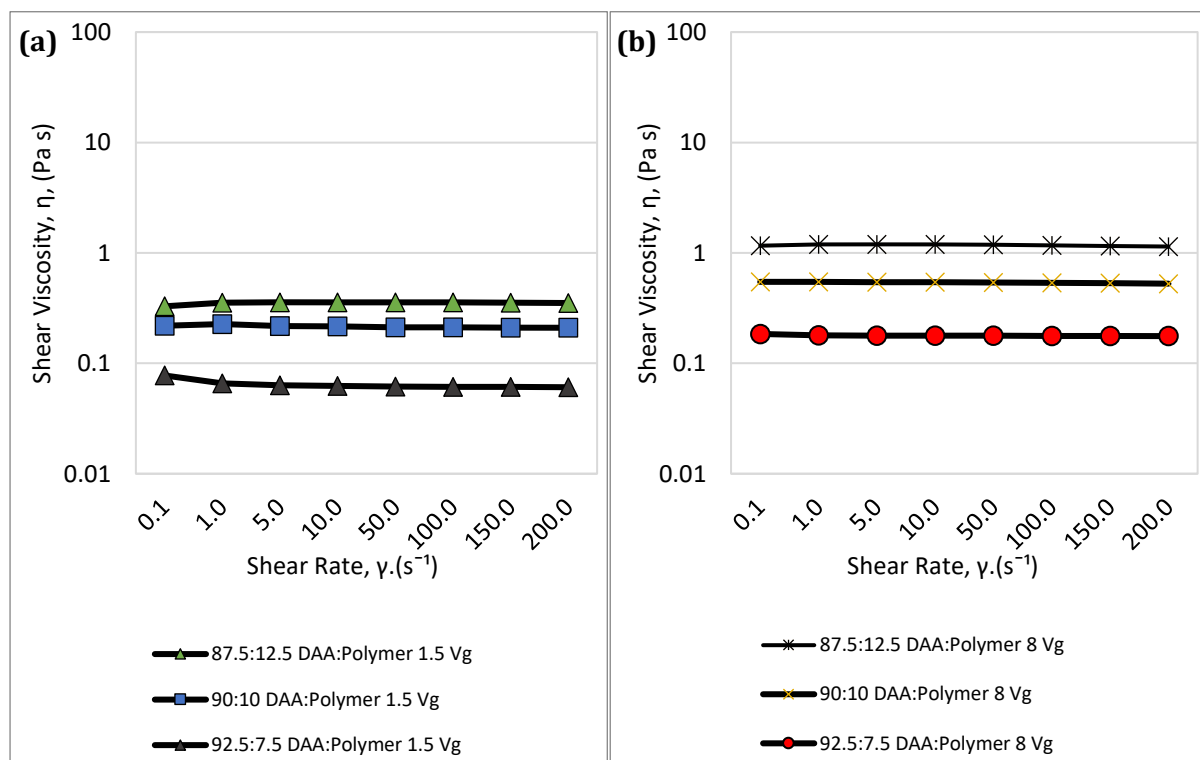 (a)
100
10
1
0.1
0.01
Shear Viscosity, η, (Pa s)
0.1 1.0 5.0 10.0 50.0 100.0 150.0 200.0
Shear Rate, γ.(s⁻¹)
87.5:12.5 DAA:Polymer 1.5 Vg
90:10 DAA:Polymer 1.5 Vg
92.5:7.5 DAA:Polymer 1.5 Vg
(b)
100
10
1
0.1
0.01
Shear Viscosity, η, (Pa s)
0.1 1.0 5.0 10.0 50.0 100.0 150.0 200.0
Shear Rate, γ.(s⁻¹)
87.5:12.5 DAA:Polymer 8 Vg
90:10 DAA:Polymer 8 Vg
92.5:7.5 DAA:Polymer 8 Vg